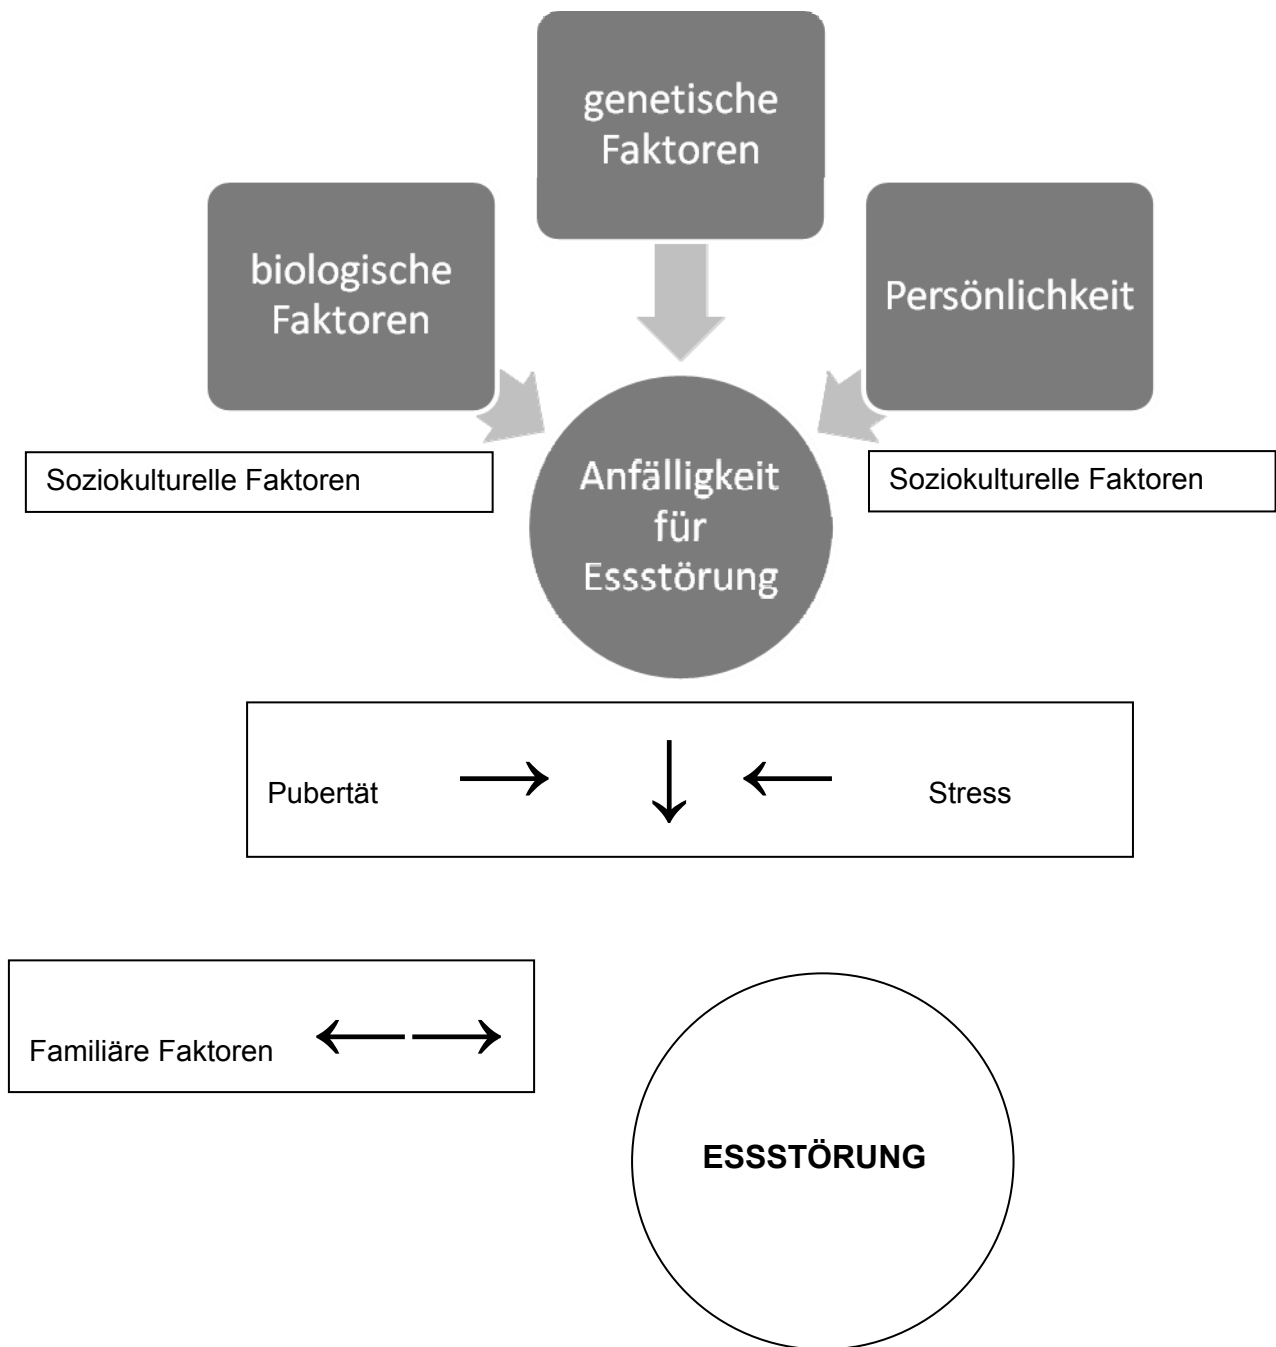 genetische
Faktoren
biologische
Faktoren
Persönlichkeit
Soziokulturelle Faktoren
Anfälligkeit
für
Essstörung
Soziokulturelle Faktoren
Pubertät
Stress
Familiäre Faktoren
ESSSTÖRUNG